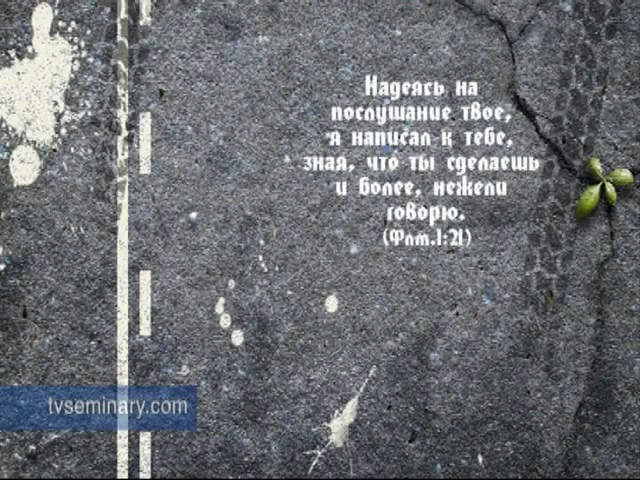 Надеясь на
послушание твое,
я написал к тебе,
зная, что ты сделаешь
и более, нежели
говорю.
(Флм.1:21)
tvseminary.com